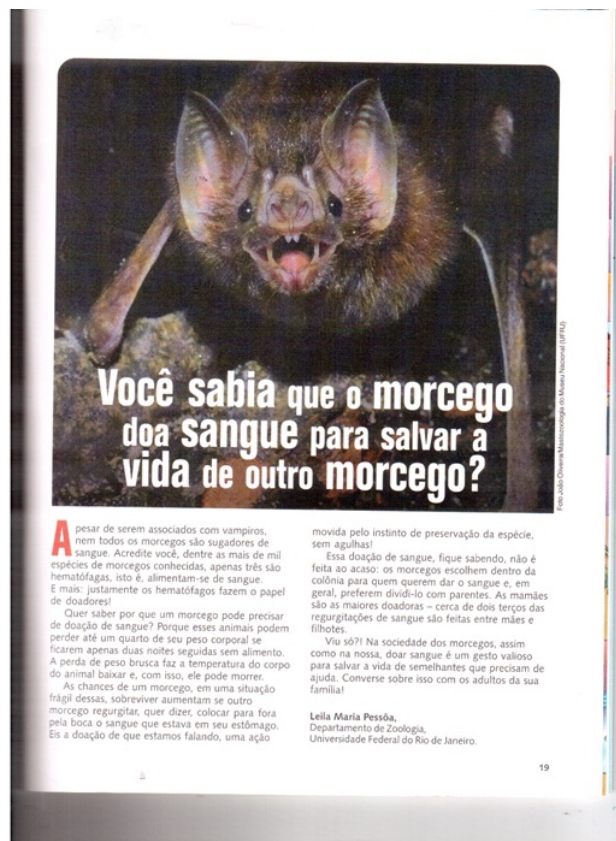 Você sabia que o morcego
doa sangue para salvar a
vida de outro morcego?
Foto João Oliveira/Mastozoologia do Museu Nacional (UFRJ)
Apesar de serem associados com vampiros,
nem todos os morcegos são sugadores de
sangue. Acredite você, dentre as mais de mil
espécies de morcegos conhecidas, apenas três são
hematófagas, isto é, alimentam-se de sangue.
E mais: justamente os hematófagos fazem o papel
de doadores!
Quer saber por que um morcego pode precisar
de doação de sangue? Porque esses animais podem
perder até um quarto de seu peso corporal se
ficarem apenas duas noites seguidas sem alimento.
A perda de peso brusca faz a temperatura do corpo
do animal baixar e, com isso, ele pode morrer.
As chances de um morcego, em uma situação
frágil dessas, sobreviver aumentam se outro
morcego regurgitar, quer dizer, colocar para fora
pela boca o sangue que estava em seu estômago.
Eis a doação de que estamos falando, uma ação
movida pelo instinto de preservação da espécie,
sem agulhas!
Essa doação de sangue, fique sabendo, não é
feita ao acaso: os morcegos escolhem dentro da
colônia para quem querem dar o sangue e, em
geral, preferem dividi-lo com parentes. As mamães
são as maiores doadoras – cerca de dois terços das
regurgitações de sangue são feitas entre mães e
filhotes.
Viu só?! Na sociedade dos morcegos, assim
como na nossa, doar sangue é um gesto valioso
para salvar a vida de semelhantes que precisam de
ajuda. Converse sobre isso com os adultos da sua
família!
Leila Maria Pessôa,
Departamento de Zoologia,
Universidade Federal do Rio de Janeiro.
19